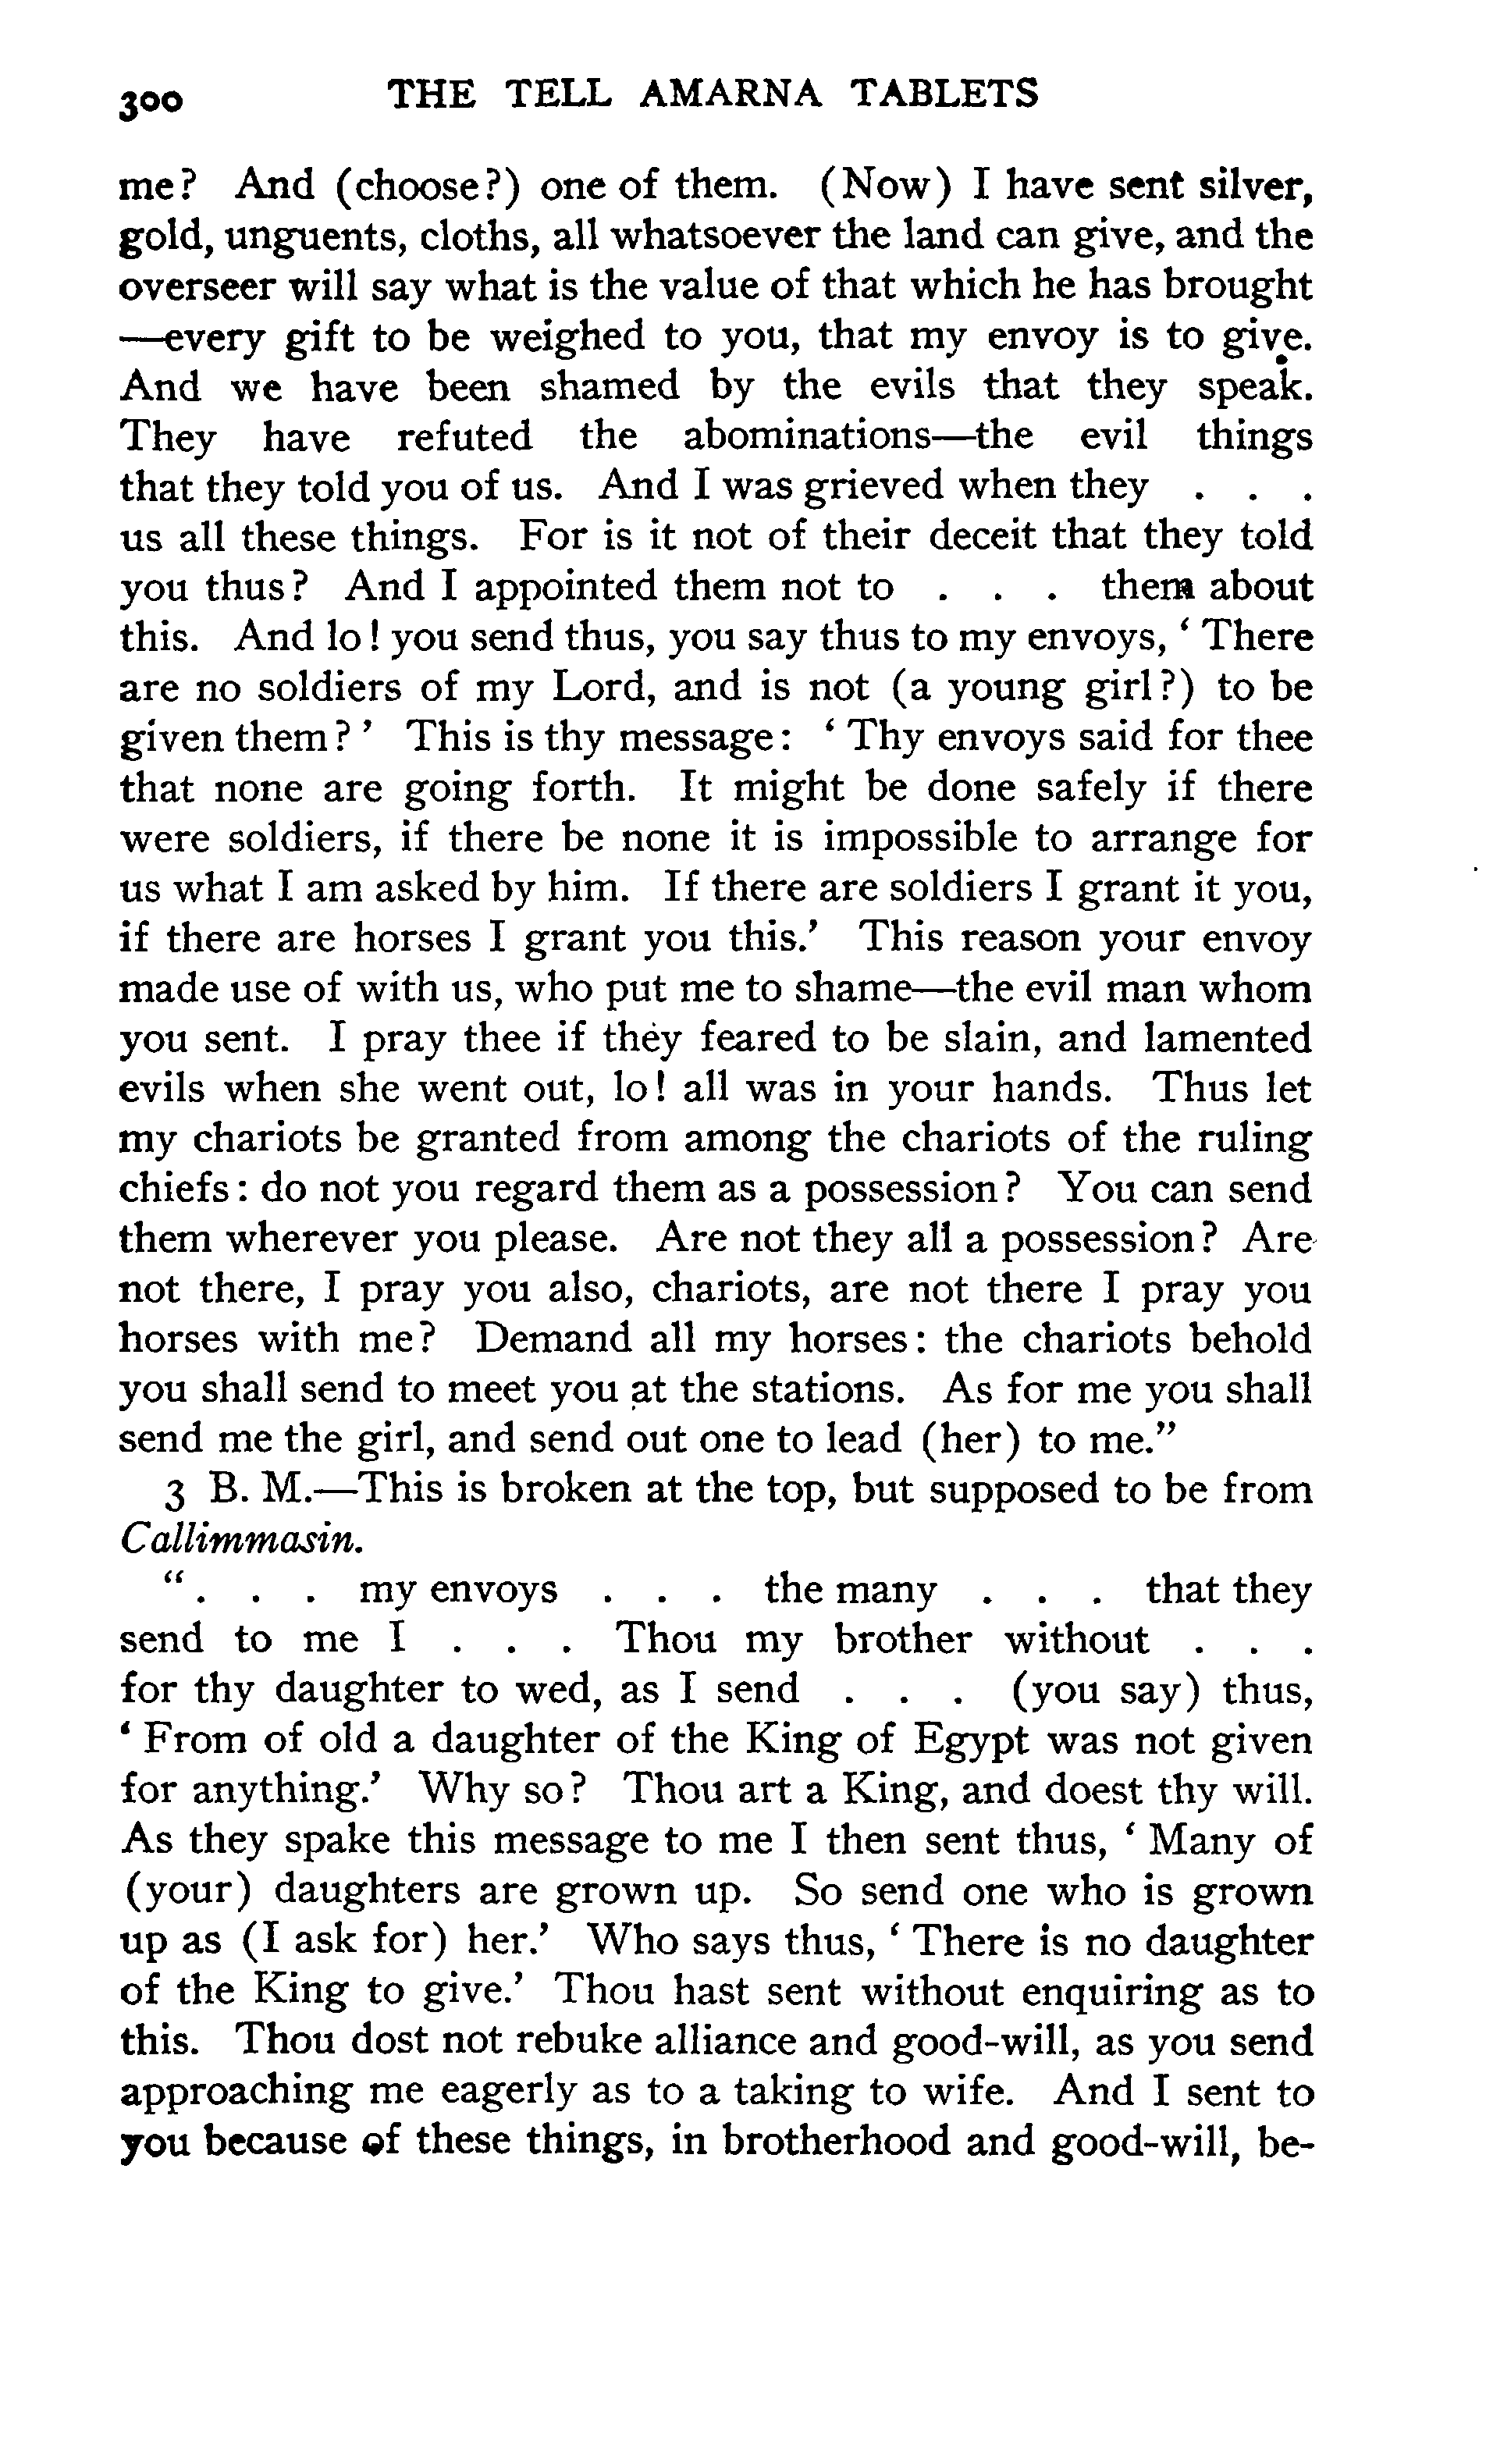 300 THE TELL AMARNA TABLETS
me? And (choose?) one of them. (Now) I have sent silver,
gold, unguents, cloths, all whatsoever the land can give, and the
overseer will say what is the value of that which he has brought
—every gift to be weighed to you, that my envoy is to give.
And we have been shamed by the evils that they speak.
They have refuted the abominations—the evil things
that they told you of us. And I was grieved when they . . .
us all these things. For is it not of their deceit that they told
you thus? And I appointed them not to . . . them about
this. And lo! you send thus, you say thus to my envoys, ‘There
are no soldiers of my Lord, and is not (a young girl?) to be
given them?’ This is thy message: ‘Thy envoys said for thee
that none are going forth. It might be done safely if there
were soldiers, if there be none it is impossible to arrange for
us what I am asked by him. If there are soldiers I grant it you,
if there are horses I grant you this.’ This reason your envoy
made use of with us, who put me to shame—the evil man whom
you sent. I pray thee if they feared to be slain, and lamented
evils when she went out, lo! all was in your hands. Thus let
my chariots be granted from among the chariots of the ruling
chiefs: do not you regard them as a possession? You can send
them wherever you please. Are not they all a possession? Are
not there, I pray you also, chariots, are not there I pray you
horses with me? Demand all my horses: the chariots behold
you shall send to meet you at the stations. As for me you shall
send me the girl, and send out one to lead (her) to me.”
3 B. M.—This is broken at the top, but supposed to be from
Callimmasin.
“. . . my envoys . . . the many . . . that they
send to me I . . . Thou my brother without . . .
for thy daughter to wed, as I send . . . (you say) thus,
‘From of old a daughter of the King of Egypt was not given
for anything.’ Why so? Thou art a King, and doest thy will.
As they spake this message to me I then sent thus, ‘Many of
(your) daughters are grown up. So send one who is grown
up as (I ask for) her.’ Who says thus, ‘There is no daughter
of the King to give.’ Thou hast sent without enquiring as to
this. Thou dost not rebuke alliance and good-will, as you send
approaching me eagerly as to a taking to wife. And I sent to
you because of these things, in brotherhood and good-will, be-